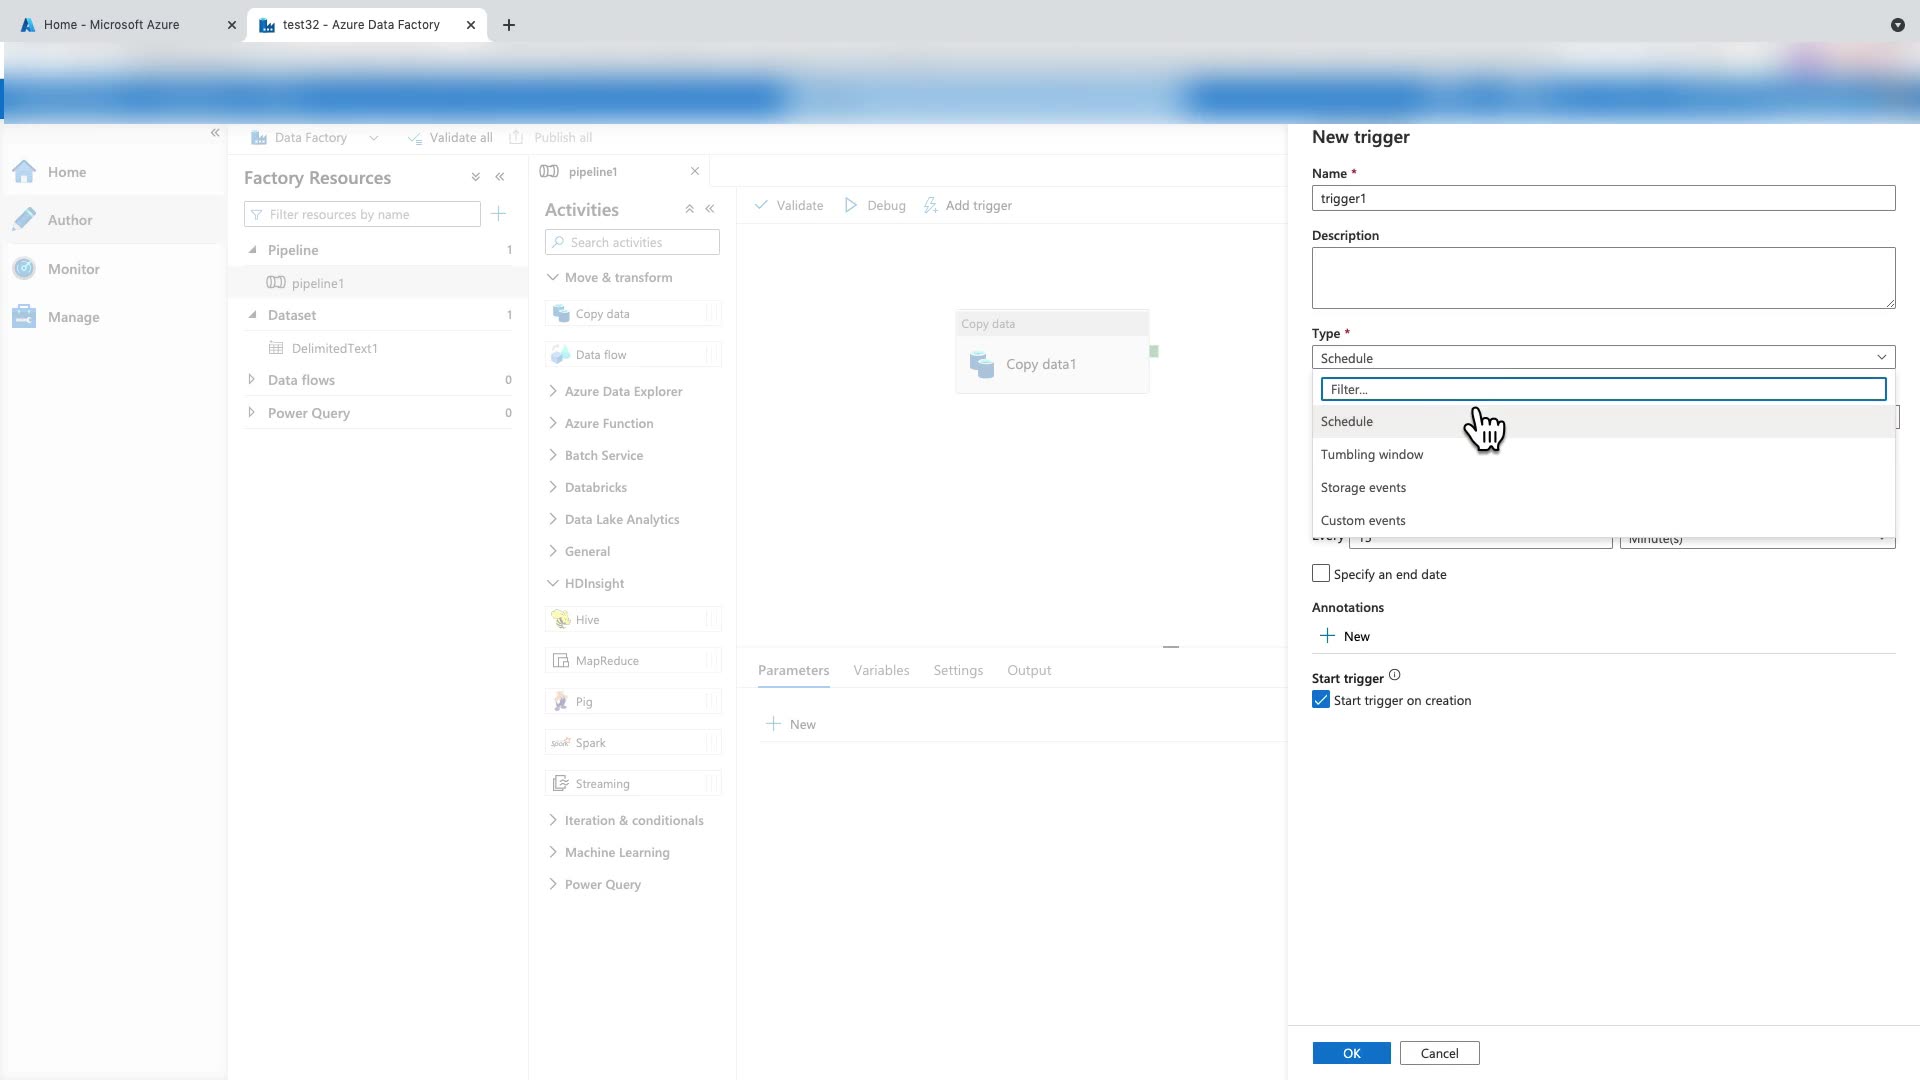 Home - Microsoft Azure
test32 - Azure Data Factory
Data Factory
Validate all
Publish all
Home
Author
Monitor
Manage
Factory Resources
Filter resources by name
Pipeline 1
pipeline1
Dataset 1
DelimitedText1
Data flows 0
Power Query 0
pipeline1
Activities
Search activities
Move & transform
Copy data
Data flow
Azure Data Explorer
Azure Function
Batch Service
Databricks
Data Lake Analytics
General
HDInsight
Hive
MapReduce
Pig
Spark
Streaming
Iteration & conditionals
Machine Learning
Power Query
Validate
Debug
Add trigger
Copy data
Copy data1
Parameters
Variables
Settings
Output
New
New trigger
Name *
trigger1
Description
Type *
Schedule
Filter...
Schedule
Tumbling window
Storage events
Custom events
Every 15 Minute(s)
Specify an end date
Annotations
New
Start trigger
Start trigger on creation
OK
Cancel